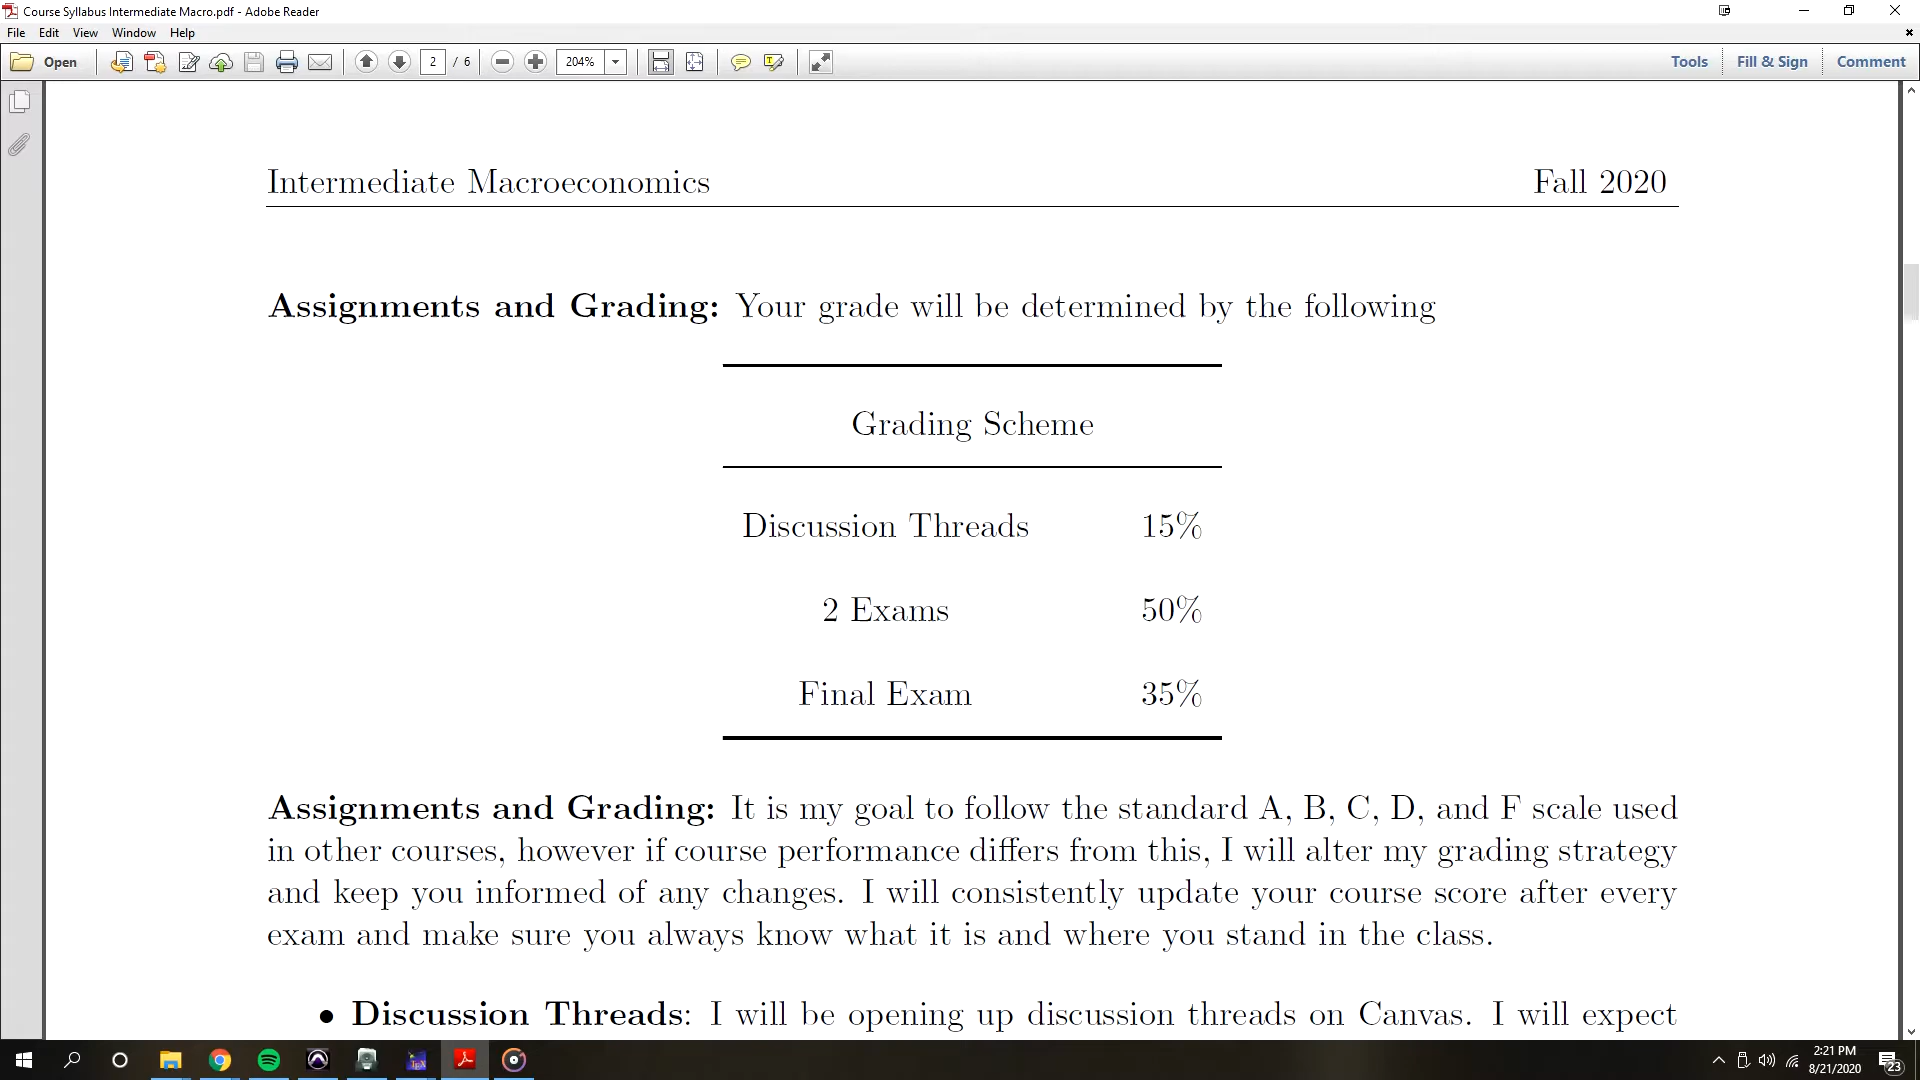 Course Syllabus Intermediate Macro.pdf - Adobe Reader
File Edit View Window Help
Open 2 / 6 204% Tools Fill & Sign Comment
Intermediate Macroeconomics Fall 2020
Assignments and Grading: Your grade will be determined by the following
Grading Scheme
Discussion Threads 15%
2 Exams 50%
Final Exam 35%
Assignments and Grading: It is my goal to follow the standard A, B, C, D, and F scale used
in other courses, however if course performance differs from this, I will alter my grading strategy
and keep you informed of any changes. I will consistently update your course score after every
exam and make sure you always know what it is and where you stand in the class.
• Discussion Threads: I will be opening up discussion threads on Canvas. I will expect
2:21 PM
8/21/2020
23